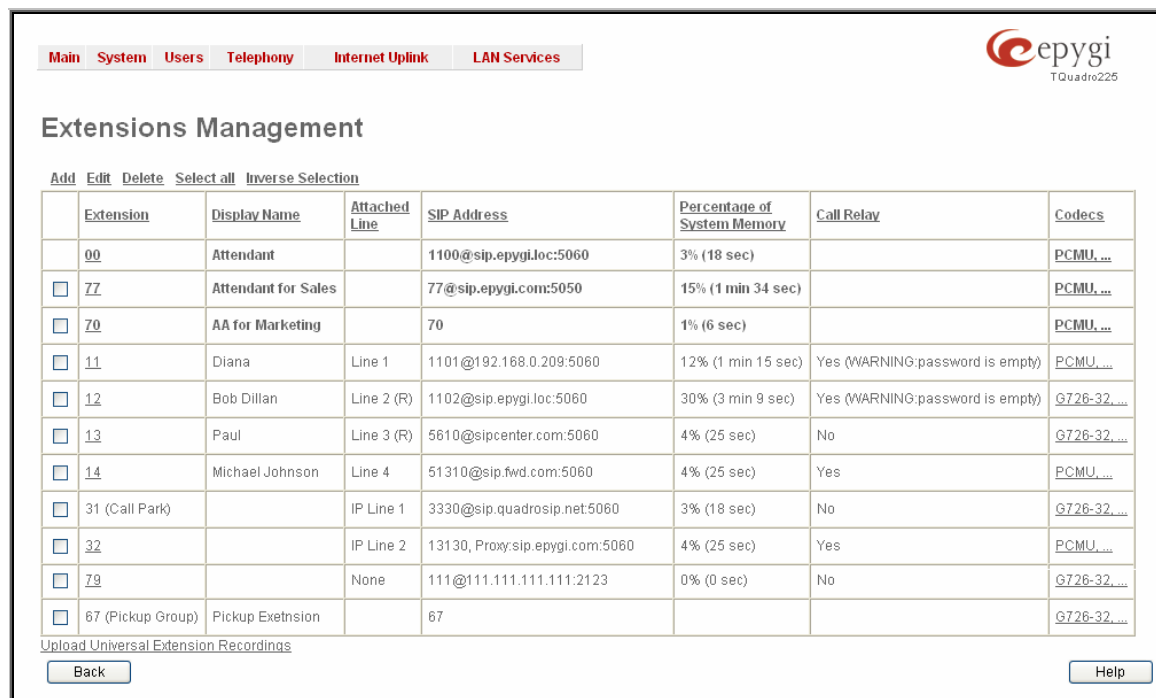 Main System Users Telephony Internet Uplink LAN Services
epygi
TQuadro225
Extensions Management
Add Edit Delete Select all Inverse Selection
Extension Display Name Attached Line SIP Address Percentage of System Memory Call Relay Codecs
00 Attendant 1100@sip.epygi.loc:5060 3% (18 sec) PCMU, ...
77 Attendant for Sales 77@sip.epygi.com:5050 15% (1 min 34 sec) PCMU, ...
70 AA for Marketing 70 1% (6 sec) PCMU, ...
11 Diana Line 1 1101@192.168.0.209:5060 12% (1 min 15 sec) Yes (WARNING:password is empty) PCMU, ...
12 Bob Dillan Line 2 (R) 1102@sip.epygi.loc:5060 30% (3 min 9 sec) Yes (WARNING:password is empty) G726-32, ...
13 Paul Line 3 (R) 5610@sipcenter.com:5060 4% (25 sec) No G726-32, ...
14 Michael Johnson Line 4 51310@sip.fwd.com:5060 4% (25 sec) Yes PCMU, ...
31 (Call Park) IP Line 1 3330@sip.quadrosip.net:5060 3% (18 sec) No G726-32, ...
32 IP Line 2 13130, Proxy:sip.epygi.com:5060 4% (25 sec) Yes PCMU, ...
79 None 111@111.111.111.111:2123 0% (0 sec) No G726-32, ...
67 (Pickup Group) Pickup Exetnsion 67 G726-32, ...
Upload Universal Extension Recordings
Back Help